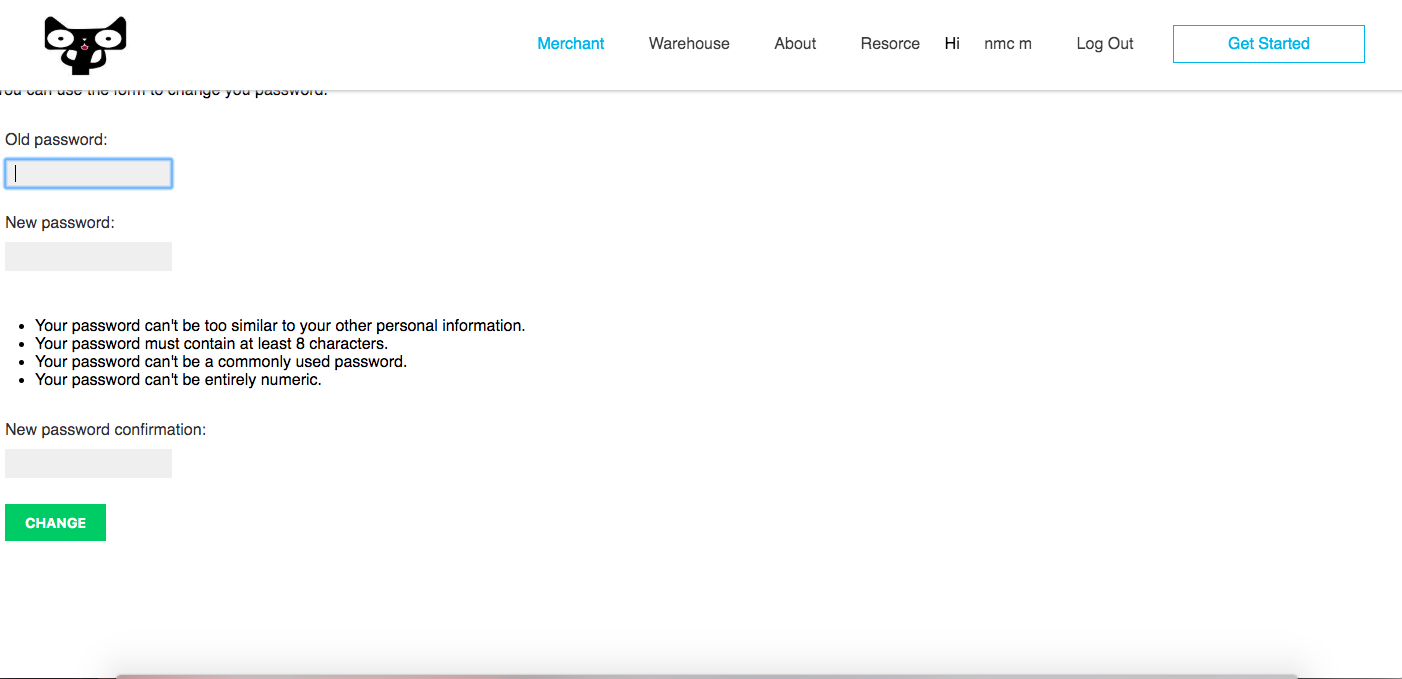 Merchant Warehouse About Resorce Hi nmc m Log Out Get Started
You can use the form to change you password.
Old password:
New password:
• Your password can't be too similar to your other personal information.
• Your password must contain at least 8 characters.
• Your password can't be a commonly used password.
• Your password can't be entirely numeric.
New password confirmation:
CHANGE